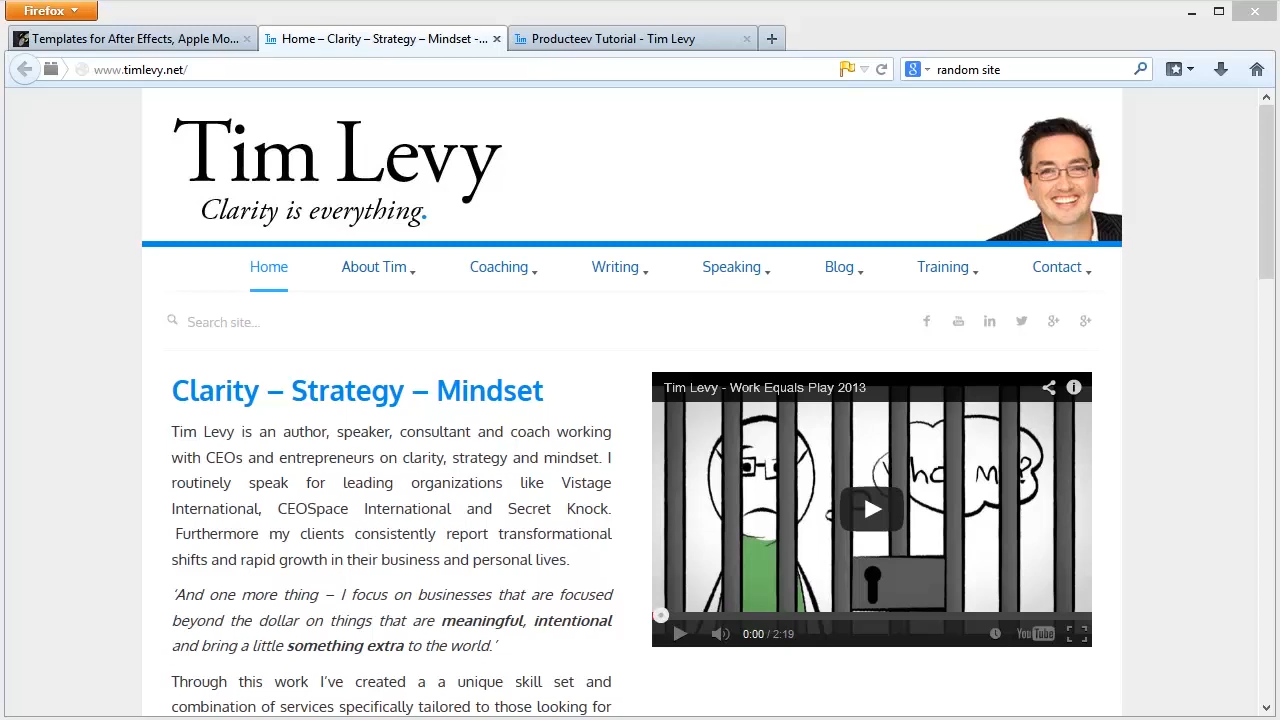 Firefox
Templates for After Effects, Apple Mo...
Home – Clarity – Strategy – Mindset -...
Producteev Tutorial - Tim Levy
www.timlevy.net/
random site
Tim Levy
Clarity is everything.
Home
About Tim
Coaching
Writing
Speaking
Blog
Training
Contact
Search site...
Clarity – Strategy – Mindset
Tim Levy is an author, speaker, consultant and coach working
with CEOs and entrepreneurs on clarity, strategy and mindset. I
routinely speak for leading organizations like Vistage
International, CEOSpace International and Secret Knock.
Furthermore my clients consistently report transformational
shifts and rapid growth in their business and personal lives.
'And one more thing – I focus on businesses that are focused
beyond the dollar on things that are meaningful, intentional
and bring a little something extra to the world.'
Through this work I've created a a unique skill set and
combination of services specifically tailored to those looking for
Tim Levy - Work Equals Play 2013
me?
0:00 / 2:19
YouTube